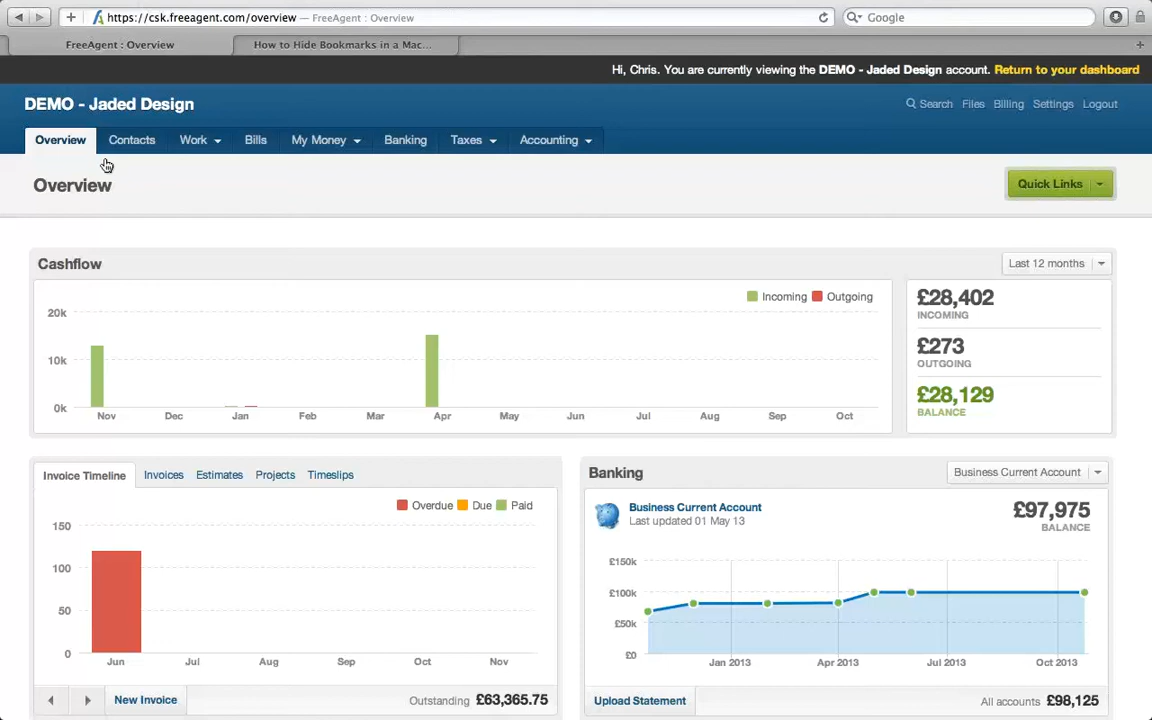 https://csk.freeagent.com/overview — FreeAgent : Overview
Google
FreeAgent : Overview
How to Hide Bookmarks in a Mac...
Hi, Chris. You are currently viewing the DEMO - Jaded Design account. Return to your dashboard
DEMO - Jaded Design
Search Files Billing Settings Logout
Overview Contacts Work Bills My Money Banking Taxes Accounting
Overview
Quick Links
Cashflow
Last 12 months
Incoming Outgoing
20k
10k
0k
Nov Dec Jan Feb Mar Apr May Jun Jul Aug Sep Oct
£28,402
INCOMING
£273
OUTGOING
£28,129
BALANCE
Invoice Timeline Invoices Estimates Projects Timeslips
Overdue Due Paid
150
100
50
0
Jun Jul Aug Sep Oct Nov
New Invoice
Outstanding £63,365.75
Banking
Business Current Account
Business Current Account
Last updated 01 May 13
£97,975
BALANCE
£150k
£100k
£50k
£0
Jan 2013 Apr 2013 Jul 2013 Oct 2013
Upload Statement
All accounts £98,125